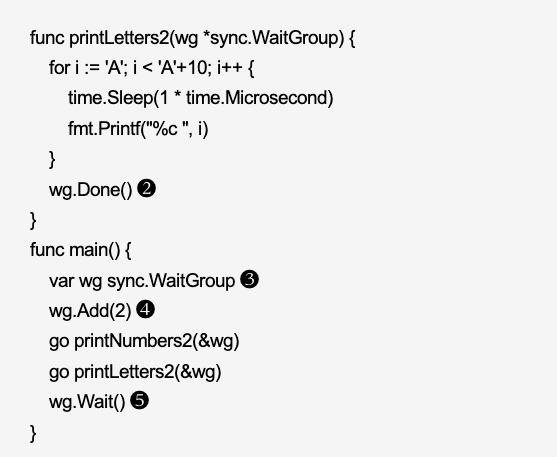 func printLetters2(wg *sync.WaitGroup) {
for i := 'A'; i < 'A'+10; i++ {
time.Sleep(1 * time.Microsecond)
fmt.Printf("%c ", i)
}
wg.Done() ❷
}
func main() {
var wg sync.WaitGroup ❸
wg.Add(2) ❹
go printNumbers2(&wg)
go printLetters2(&wg)
wg.Wait() ❺
}